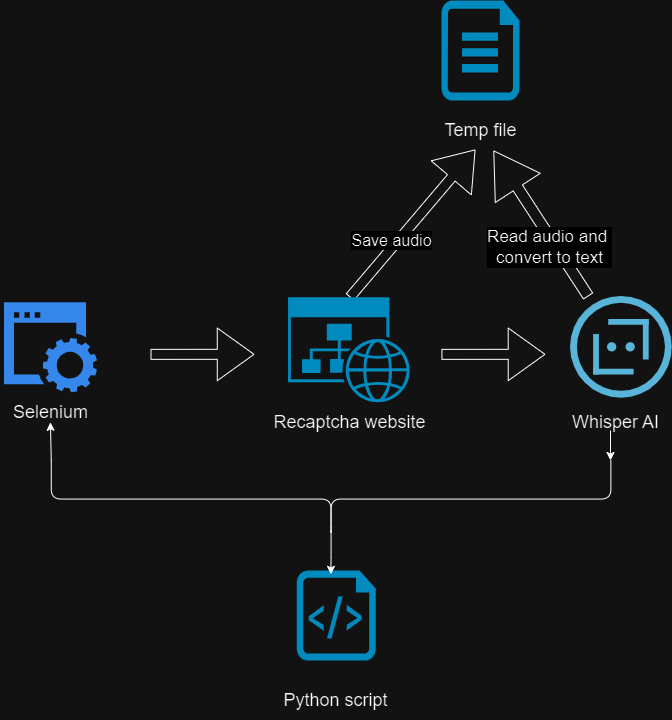 Temp file
Save audio
Read audio and
convert to text
Selenium
Recaptcha website
Whisper AI
</>
Python script